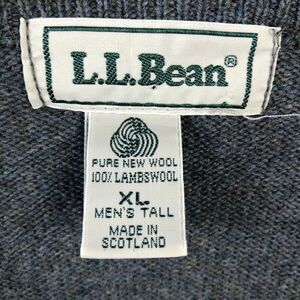 L.L.Bean®
PURE NEW WOOL
100% LAMBSWOOL
XL
MEN'S TALL
MADE IN
SCOTLAND